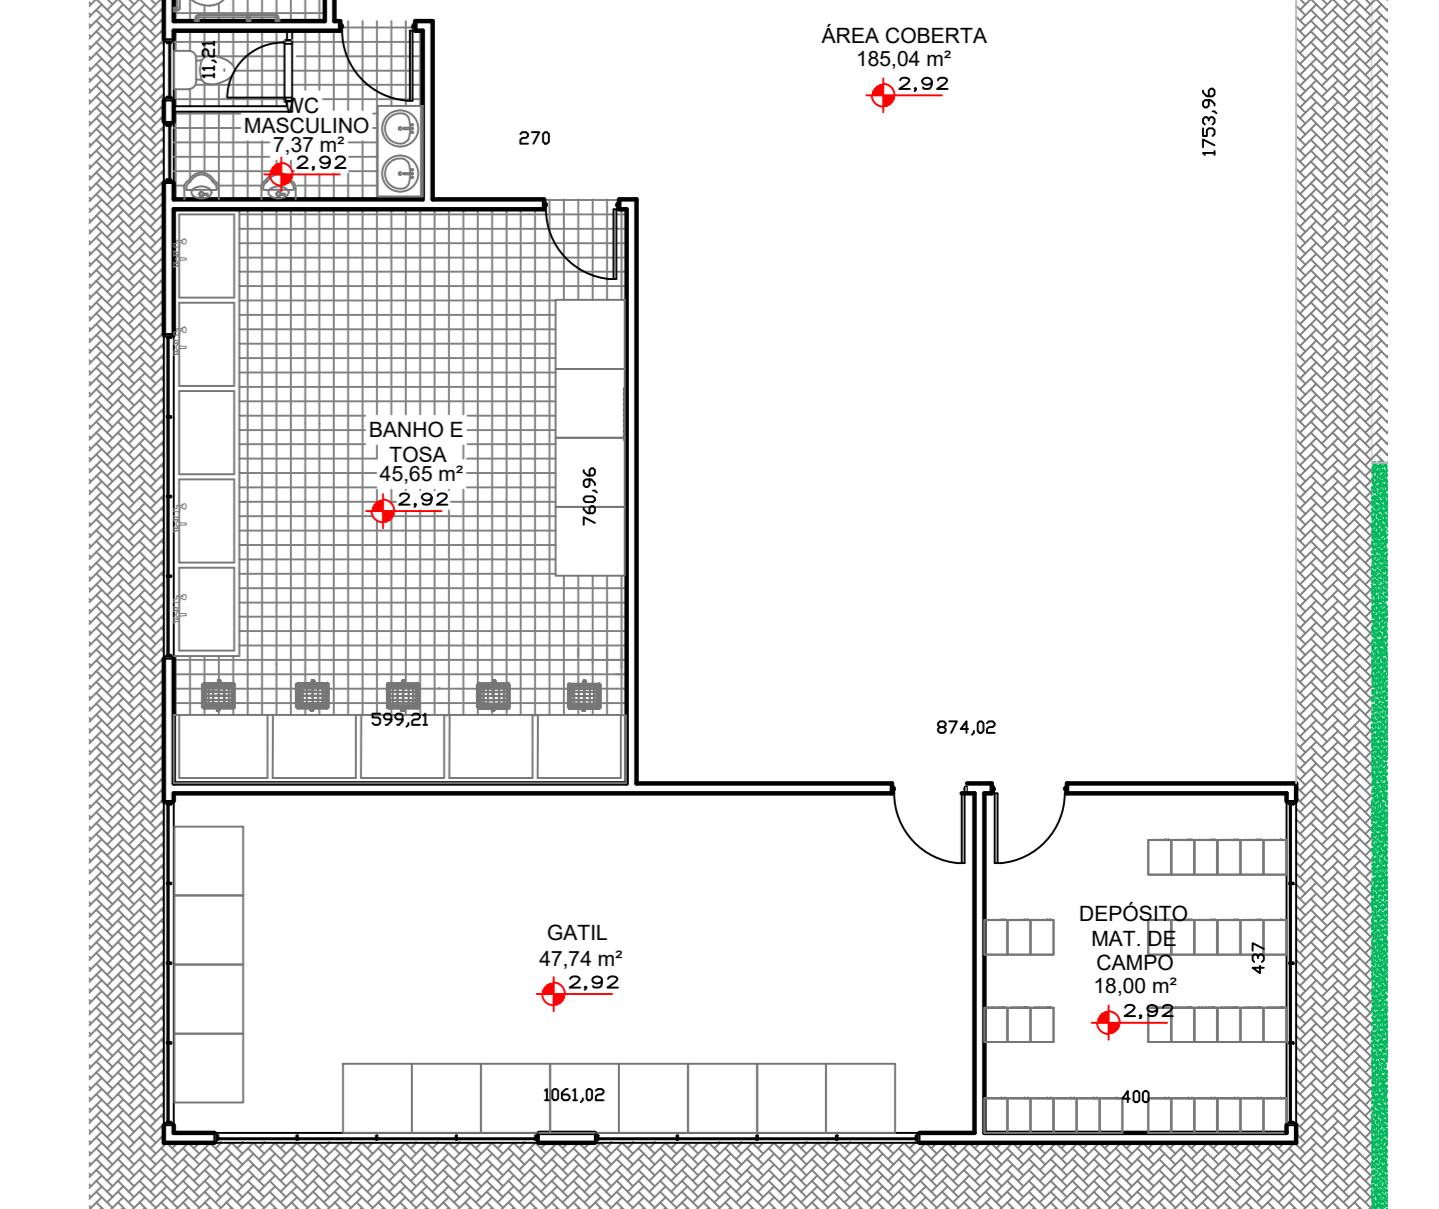 ÁREA COBERTA
185,04 m²
2,92
11,21
1753,96
WC
MASCULINO
7,37 m²
2,92
270
BANHO E
TOSA
45,65 m²
2,92
760,96
599,21
874,02
GATIL
47,74 m²
2,92
1061,02
DEPÓSITO
MAT. DE
CAMPO
18,00 m²
2,92
437
400